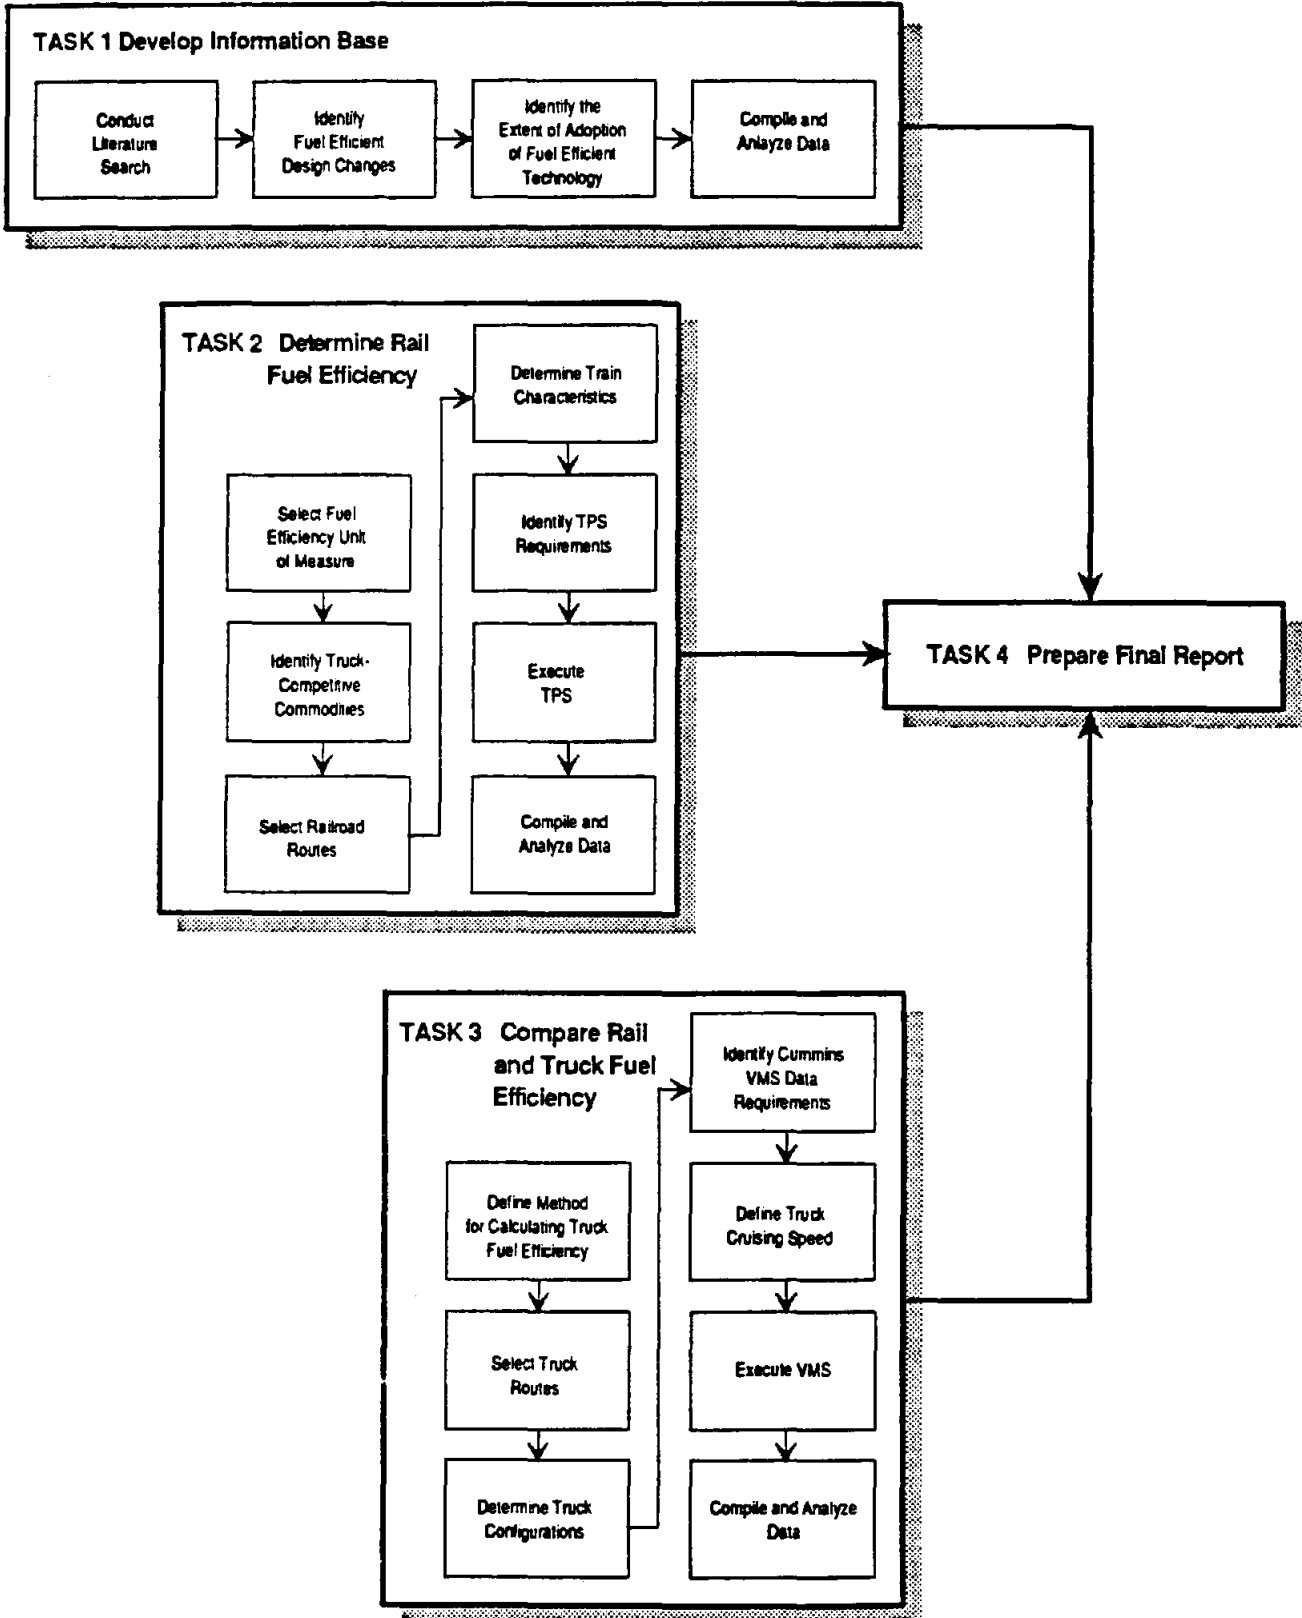 TASK 1 Develop Information Base
Conduct
Literature
Search
Identify
Fuel Efficient
Design Changes
Identify the
Extent of Adoption
of Fuel Efficient
Technology
Compile and
Anlayze Data
TASK 2 Determine Rail
Fuel Efficiency
Select Fuel
Efficiency Unit
of Measure
Identify Truck-
Competitive
Commodities
Select Railroad
Routes
Determine Train
Characteristics
Identify TPS
Requirements
Execute
TPS
Compile and
Analyze Data
TASK 3 Compare Rail
and Truck Fuel
Efficiency
Define Method
for Calculating Truck
Fuel Efficiency
Select Truck
Routes
Determine Truck
Configurations
Identify Cummins
VMS Data
Requirements
Define Truck
Cruising Speed
Execute VMS
Compile and Analyze
Data
TASK 4 Prepare Final Report